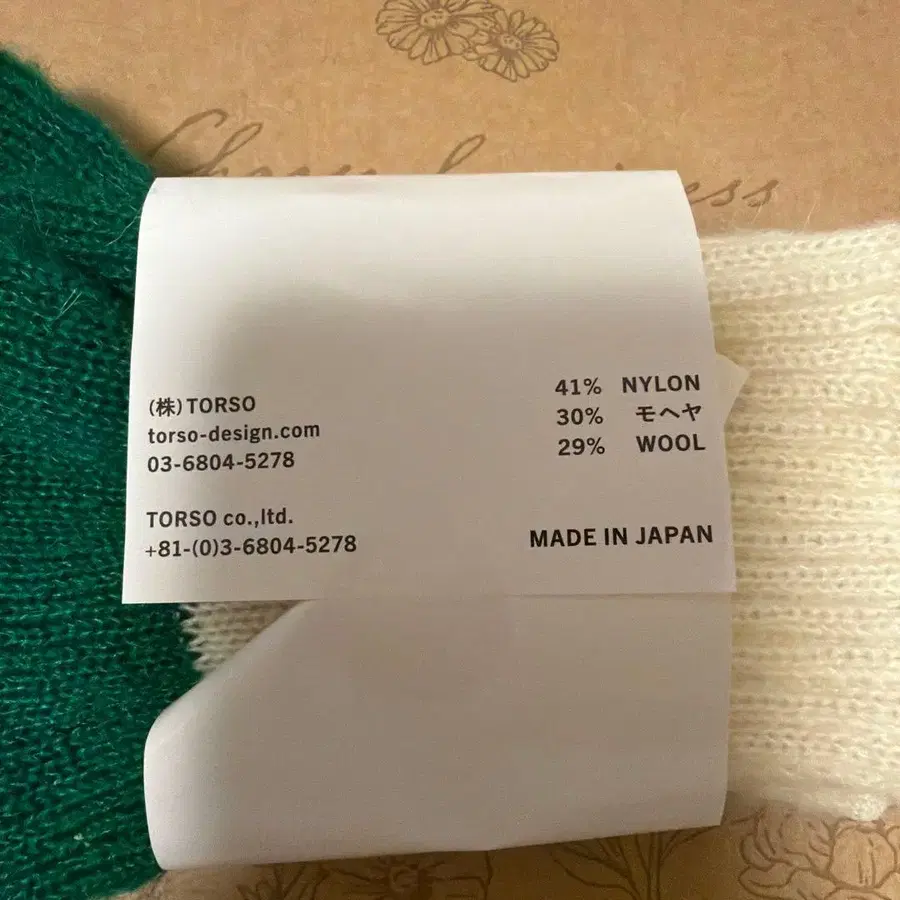 (株)TORSO
torso-design.com
03-6804-5278
TORSO co.,ltd.
+81-(0)3-6804-5278
41% NYLON
30% モヘヤ
29% WOOL
MADE IN JAPAN